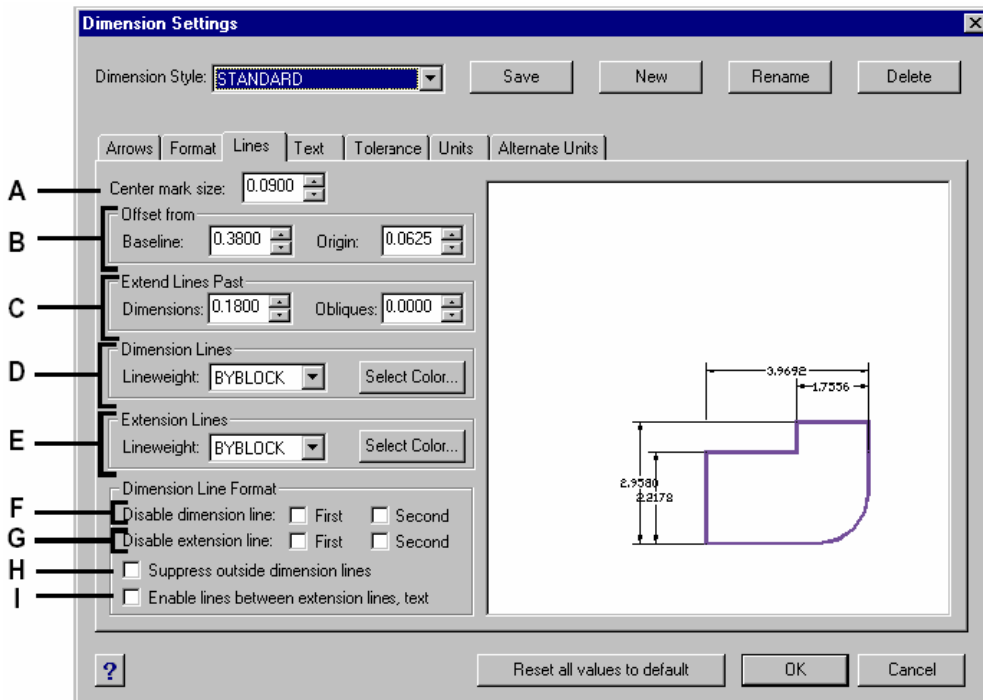 Dimension Settings
Dimension Style: STANDARD Save New Rename Delete
Arrows Format Lines Text Tolerance Units Alternate Units
A Center mark size: 0.0900
Offset from
B Baseline: 0.3800 Origin: 0.0625
Extend Lines Past
C Dimensions: 0.1800 Obliques: 0.0000
Dimension Lines
D Lineweight: BYBLOCK Select Color...
Extension Lines
E Lineweight: BYBLOCK Select Color...
Dimension Line Format
F Disable dimension line: First Second
G Disable extension line: First Second
H Suppress outside dimension lines
I Enable lines between extension lines, text
3.9692
1.7556
2.9580
2.2178
? Reset all values to default OK Cancel